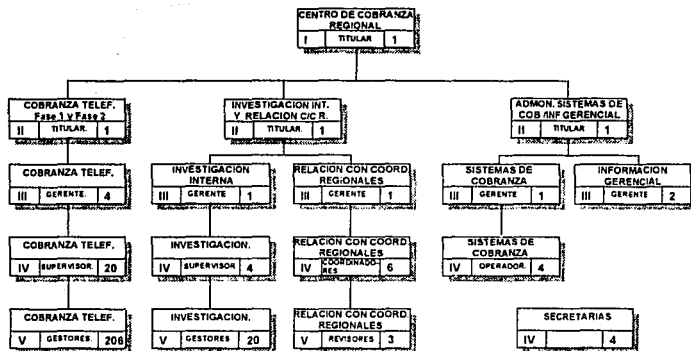 CENTRO DE COBRANZA
REGIONAL
I TITULAR 1
COBRANZA TELEF.
Fase 1 y Fase 2
II TITULAR. 1
INVESTIGACION INT.
Y RELACION C/C R.
II TITULAR. 1
ADMON. SISTEMAS DE
COB /INF GERENCIAL
II TITULAR 1
COBRANZA TELEF.
III GERENTE. 4
INVESTIGACION
INTERNA
III GERENTE 1
RELACION CON COORD.
REGIONALES
III GERENTE 1
SISTEMAS DE
COBRANZA
III GERENTE 1
INFORMACION
GERENCIAL
III GERENTE 2
COBRANZA TELEF.
IV SUPERVISOR. 20
INVESTIGACION.
IV SUPERVISOR 4
RELACION CON COORD
REGIONALES
IV COORDINADO-
RES 6
SISTEMAS DE
COBRANZA
IV OPERADOR. 4
COBRANZA TELEF.
V GESTORES. 206
INVESTIGACION.
V GESTORES 20
RELACION CON COORD.
REGIONALES
V REVISORES 3
SECRETARIAS
IV 4